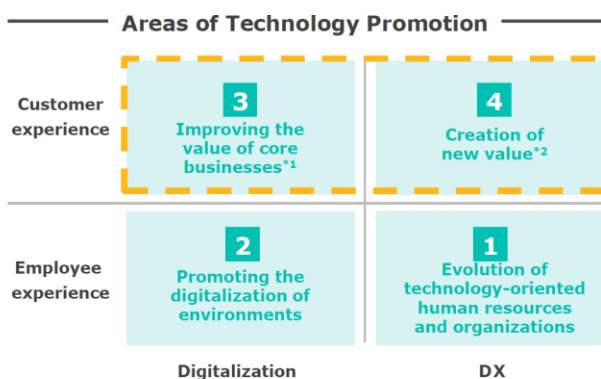 Areas of Technology Promotion
Customer
experience
3
Improving the
value of core
businesses*1
4
Creation of
new value*2
Employee
experience
2
Promoting the
digitalization of
environments
1
Evolution of
technology-oriented
human resources
and organizations
Digitalization
DX